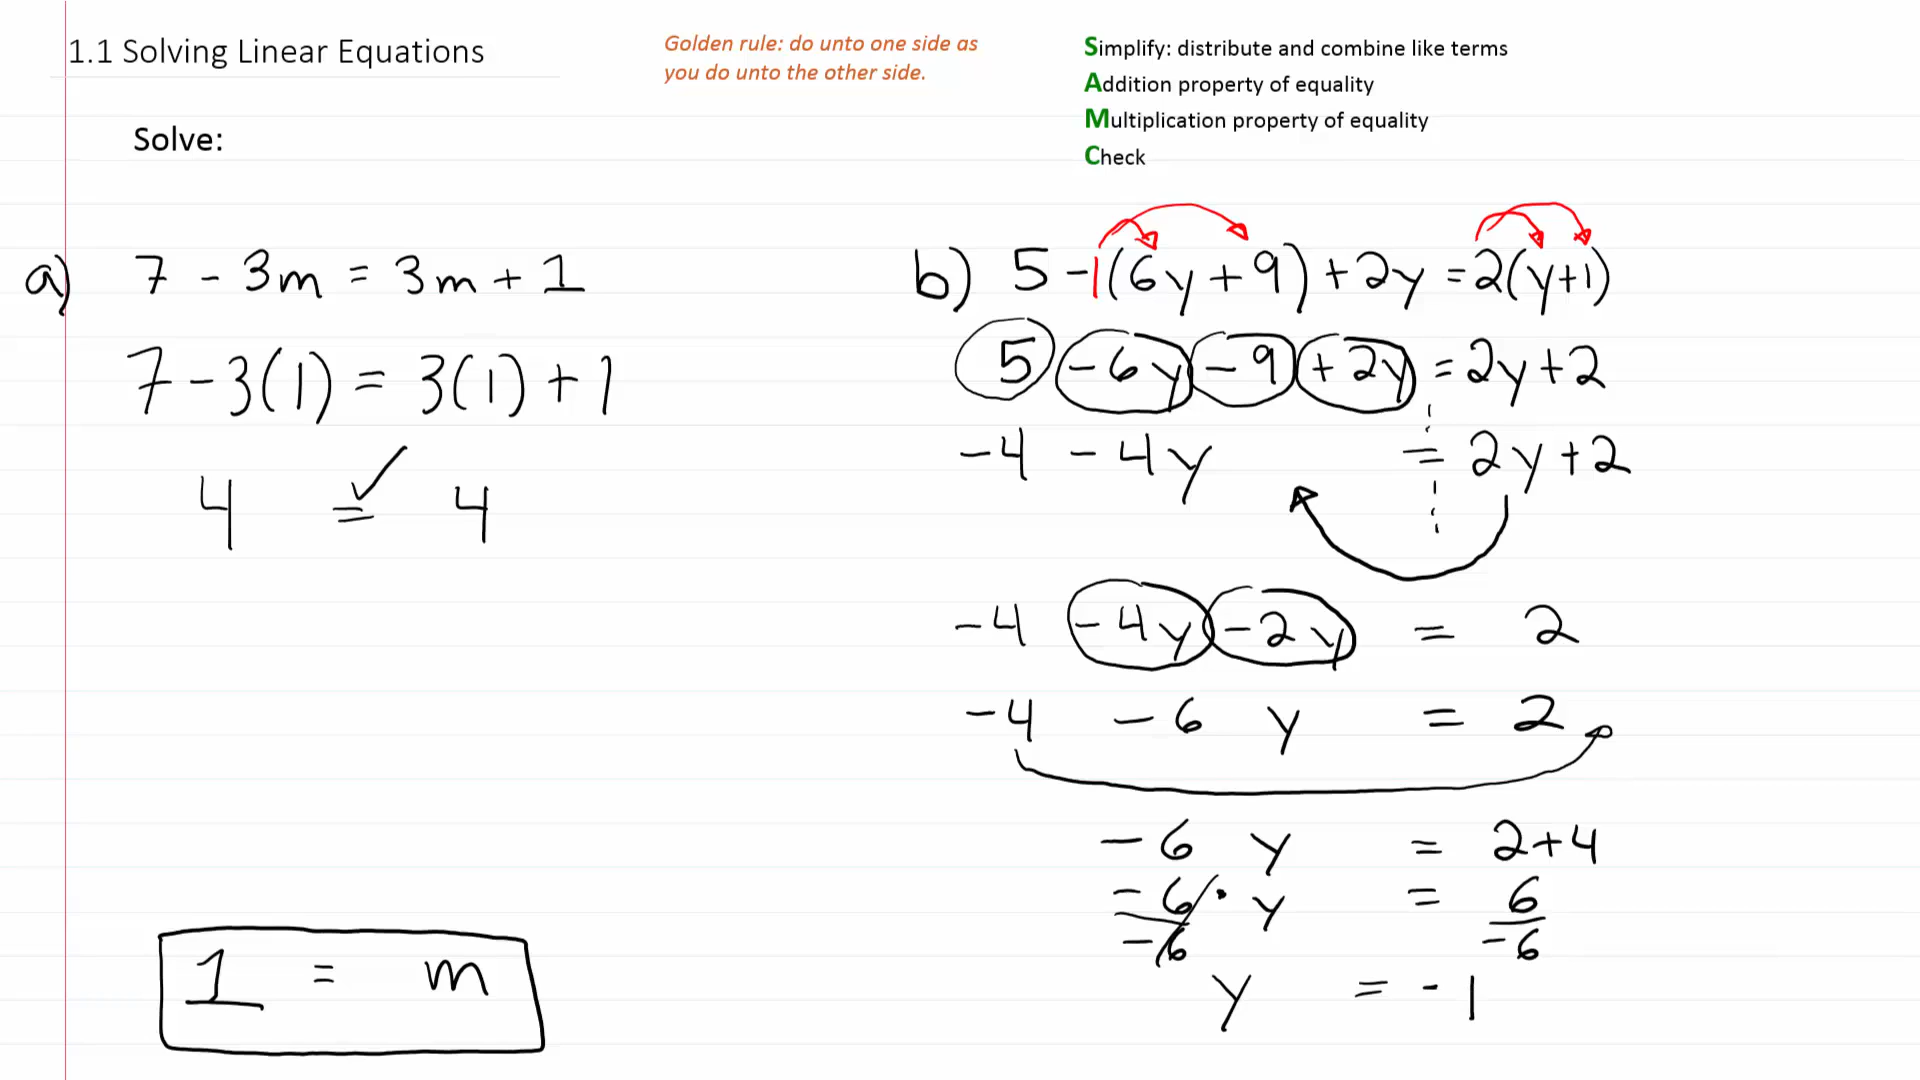 1.1 Solving Linear Equations
Golden rule: do unto one side as
you do unto the other side.
Simplify: distribute and combine like terms
Addition property of equality
Multiplication property of equality
Check
Solve:
a) 7 - 3m = 3m + 1
7 - 3(1) = 3(1) + 1
4 = ✓ 4
1 = m
b) 5 -1(6y + 9) + 2y = 2(y+1)
5 - 6y - 9 + 2y = 2y + 2
-4 - 4y = 2y + 2
-4 - 4y - 2y = 2
-4 - 6 y = 2
- 6 y = 2 + 4
-6 · y = 6
-6 -6
y = -1